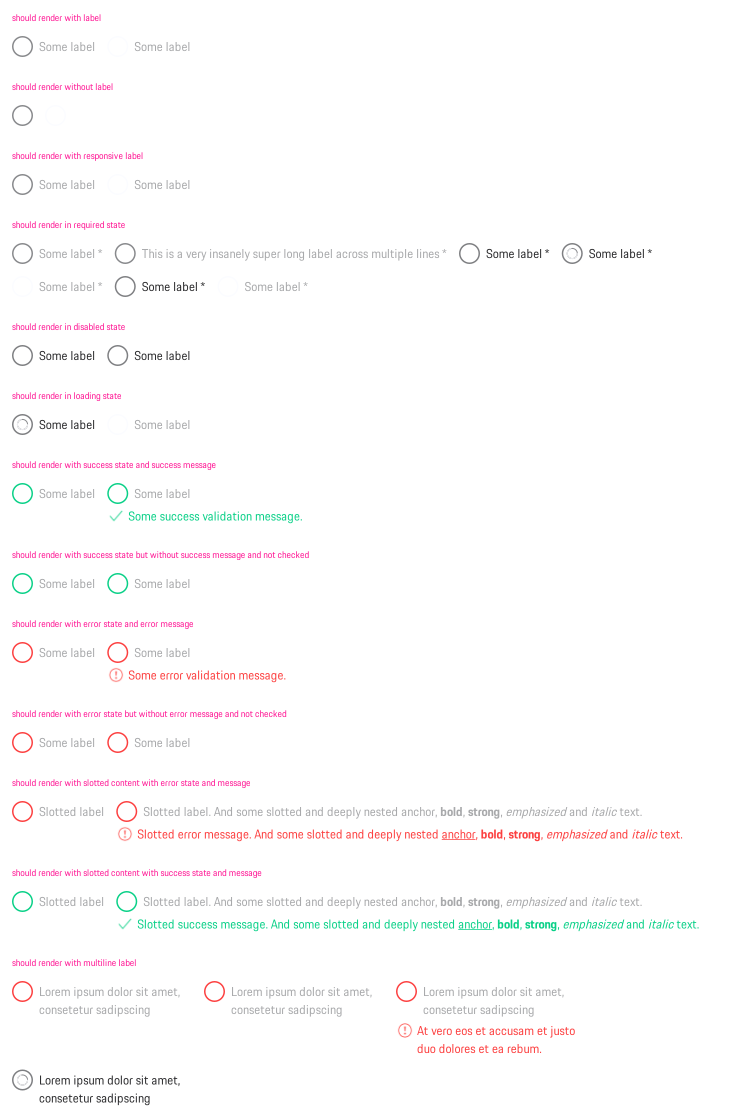 should render with label
Some label Some label
should render without label
should render with responsive label
Some label Some label
should render in required state
Some label * This is a very insanely super long label across multiple lines * Some label * Some label *
Some label * Some label * Some label *
should render in disabled state
Some label Some label
should render in loading state
Some label Some label
should render with success state and success message
Some label Some label
Some success validation message.
should render with success state but without success message and not checked
Some label Some label
should render with error state and error message
Some label Some label
Some error validation message.
should render with error state but without error message and not checked
Some label Some label
should render with slotted content with error state and message
Slotted label Slotted label. And some slotted and deeply nested anchor, bold, strong, emphasized and italic text.
Slotted error message. And some slotted and deeply nested anchor, bold, strong, emphasized and italic text.
should render with slotted content with success state and message
Slotted label Slotted label. And some slotted and deeply nested anchor, bold, strong, emphasized and italic text.
Slotted success message. And some slotted and deeply nested anchor, bold, strong, emphasized and italic text.
should render with multiline label
Lorem ipsum dolor sit amet, Lorem ipsum dolor sit amet, Lorem ipsum dolor sit amet,
consetetur sadipscing consetetur sadipscing consetetur sadipscing
At vero eos et accusam et justo
duo dolores et ea rebum.
Lorem ipsum dolor sit amet,
consetetur sadipscing